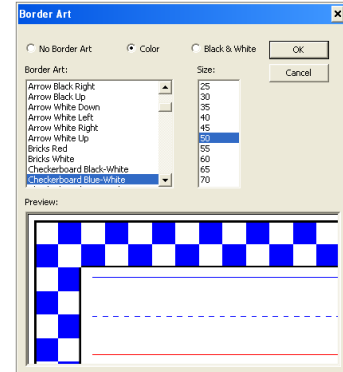 Border Art
No Border Art Color Black & White OK
Border Art: Size: Cancel
Arrow Black Right
Arrow Black Up
Arrow White Down
Arrow White Left
Arrow White Right
Arrow White Up
Bricks Red
Bricks White
Checkerboard Black-White
Checkerboard Blue-White
25
30
35
40
45
50
55
60
65
70
Preview: